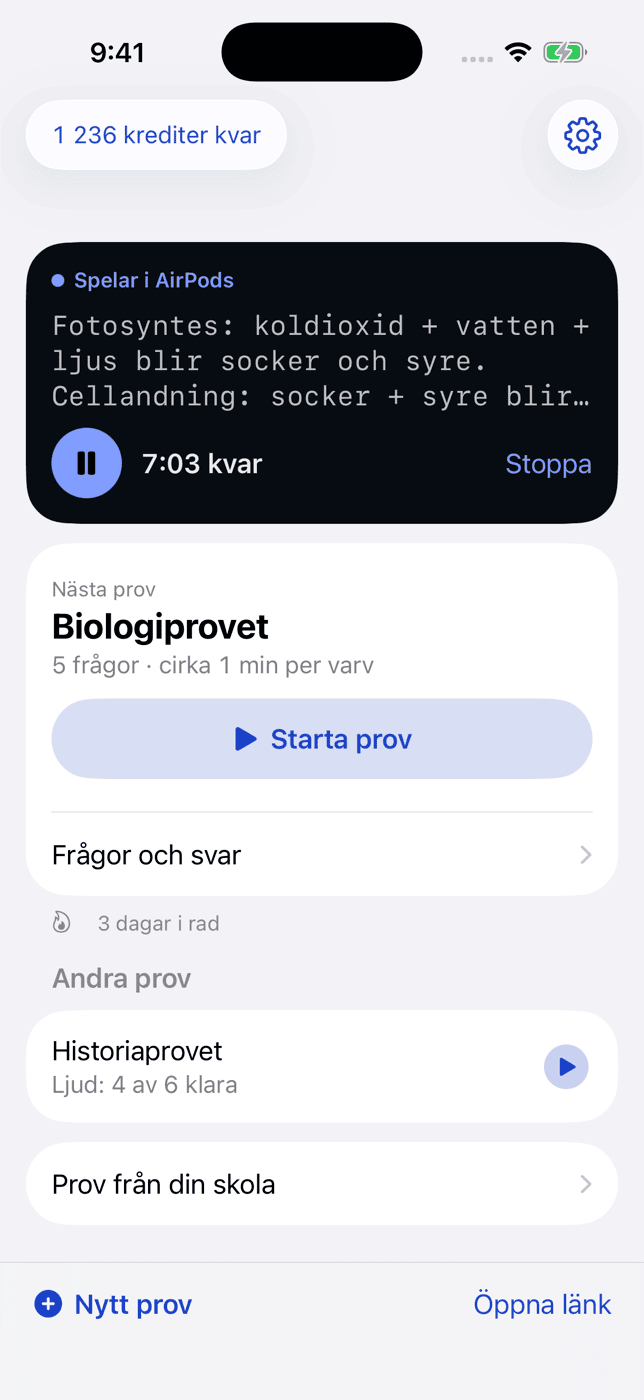 9:41
1 236 krediter kvar
Spelar i AirPods
Fotosyntes: koldioxid + vatten +
ljus blir socker och syre.
Cellandning: socker + syre blir…
7:03 kvar
Stoppa
Nästa prov
Biologiprovet
5 frågor · cirka 1 min per varv
Starta prov
Frågor och svar
3 dagar i rad
Andra prov
Historiaprovet
Ljud: 4 av 6 klara
Prov från din skola
Nytt prov
Öppna länk